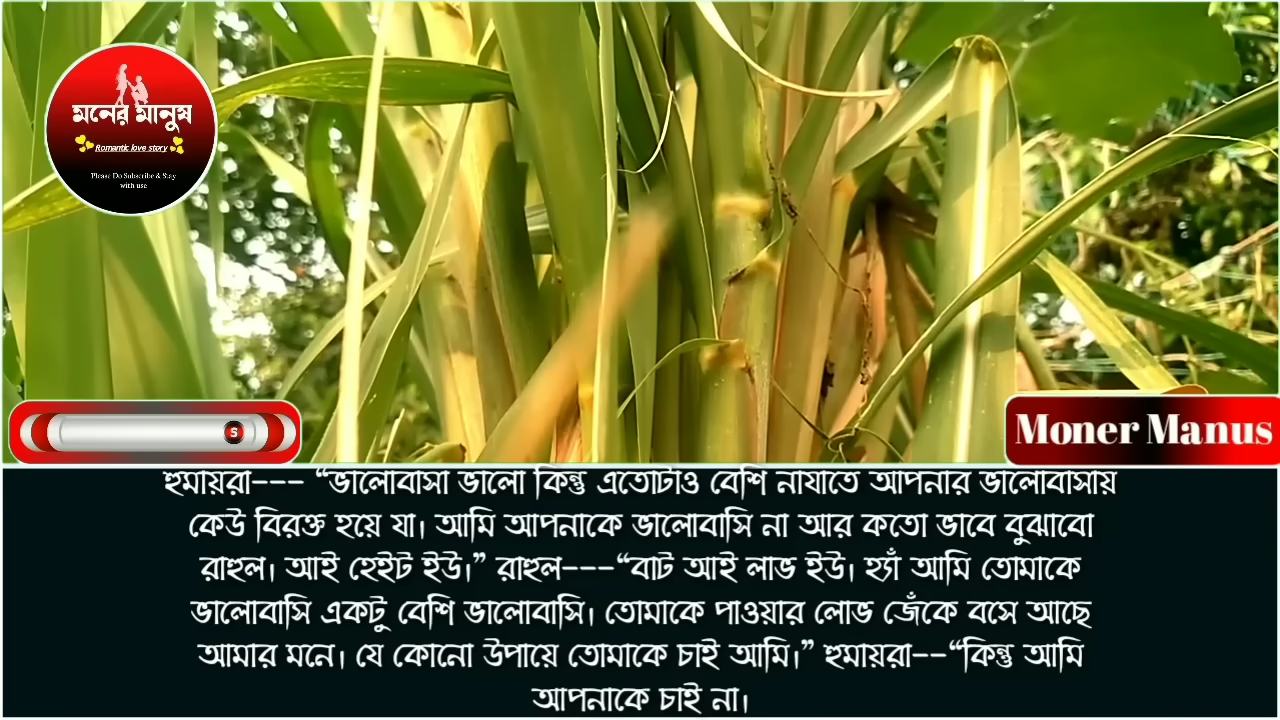 মনের মানুষ
Romantic love story
Please Do Subscribe & Stay
with use
S
Moner Manus
হুমায়রা--- “ভালোবাসা ভালো কিন্তু এতোটাও বেশি নাযাতে আপনার ভালোবাসায়
কেউ বিরক্ত হয়ে যা। আমি আপনাকে ভালোবাসি না আর কতো ভাবে বুঝাবো
রাহুল। আই হেইট ইউ।” রাহুল---“বাট আই লাভ ইউ। হ্যাঁ আমি তোমাকে
ভালোবাসি একটু বেশি ভালোবাসি। তোমাকে পাওয়ার লোভ জেঁকে বসে আছে
আমার মনে। যে কোনো উপায়ে তোমাকে চাই আমি।” হুমায়রা--“কিন্তু আমি
আপনাকে চাই না।